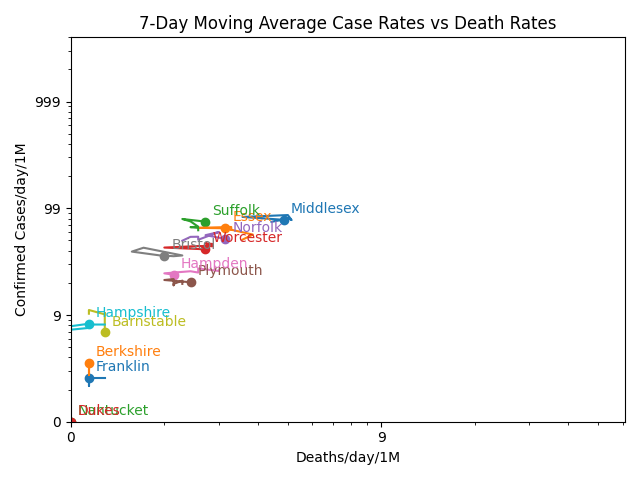 7-Day Moving Average Case Rates vs Death Rates
Confirmed Cases/day/1M
999
99
9
0
Middlesex
Suffolk
Essex
Norfolk
Worcester
Bristol
Hampden
Plymouth
Hampshire
Barnstable
Berkshire
Franklin
Nantucket
Dukes
0
9
Deaths/day/1M